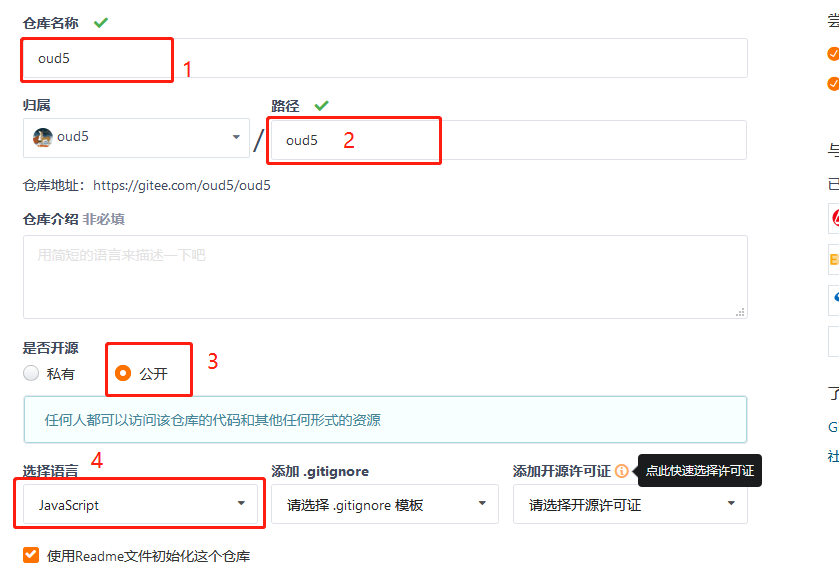 仓库名称
oud5
1
归属
路径
oud5
/
oud5
2
仓库地址：https://gitee.com/oud5/oud5
仓库介绍 非必填
用简短的语言来描述一下吧
是否开源
私有
公开
3
任何人都可以访问该仓库的代码和其他任何形式的资源
4
选择语言
添加 .gitignore
添加开源许可证
点此快速选择许可证
JavaScript
请选择 .gitignore 模板
请选择开源许可证
使用Readme文件初始化这个仓库